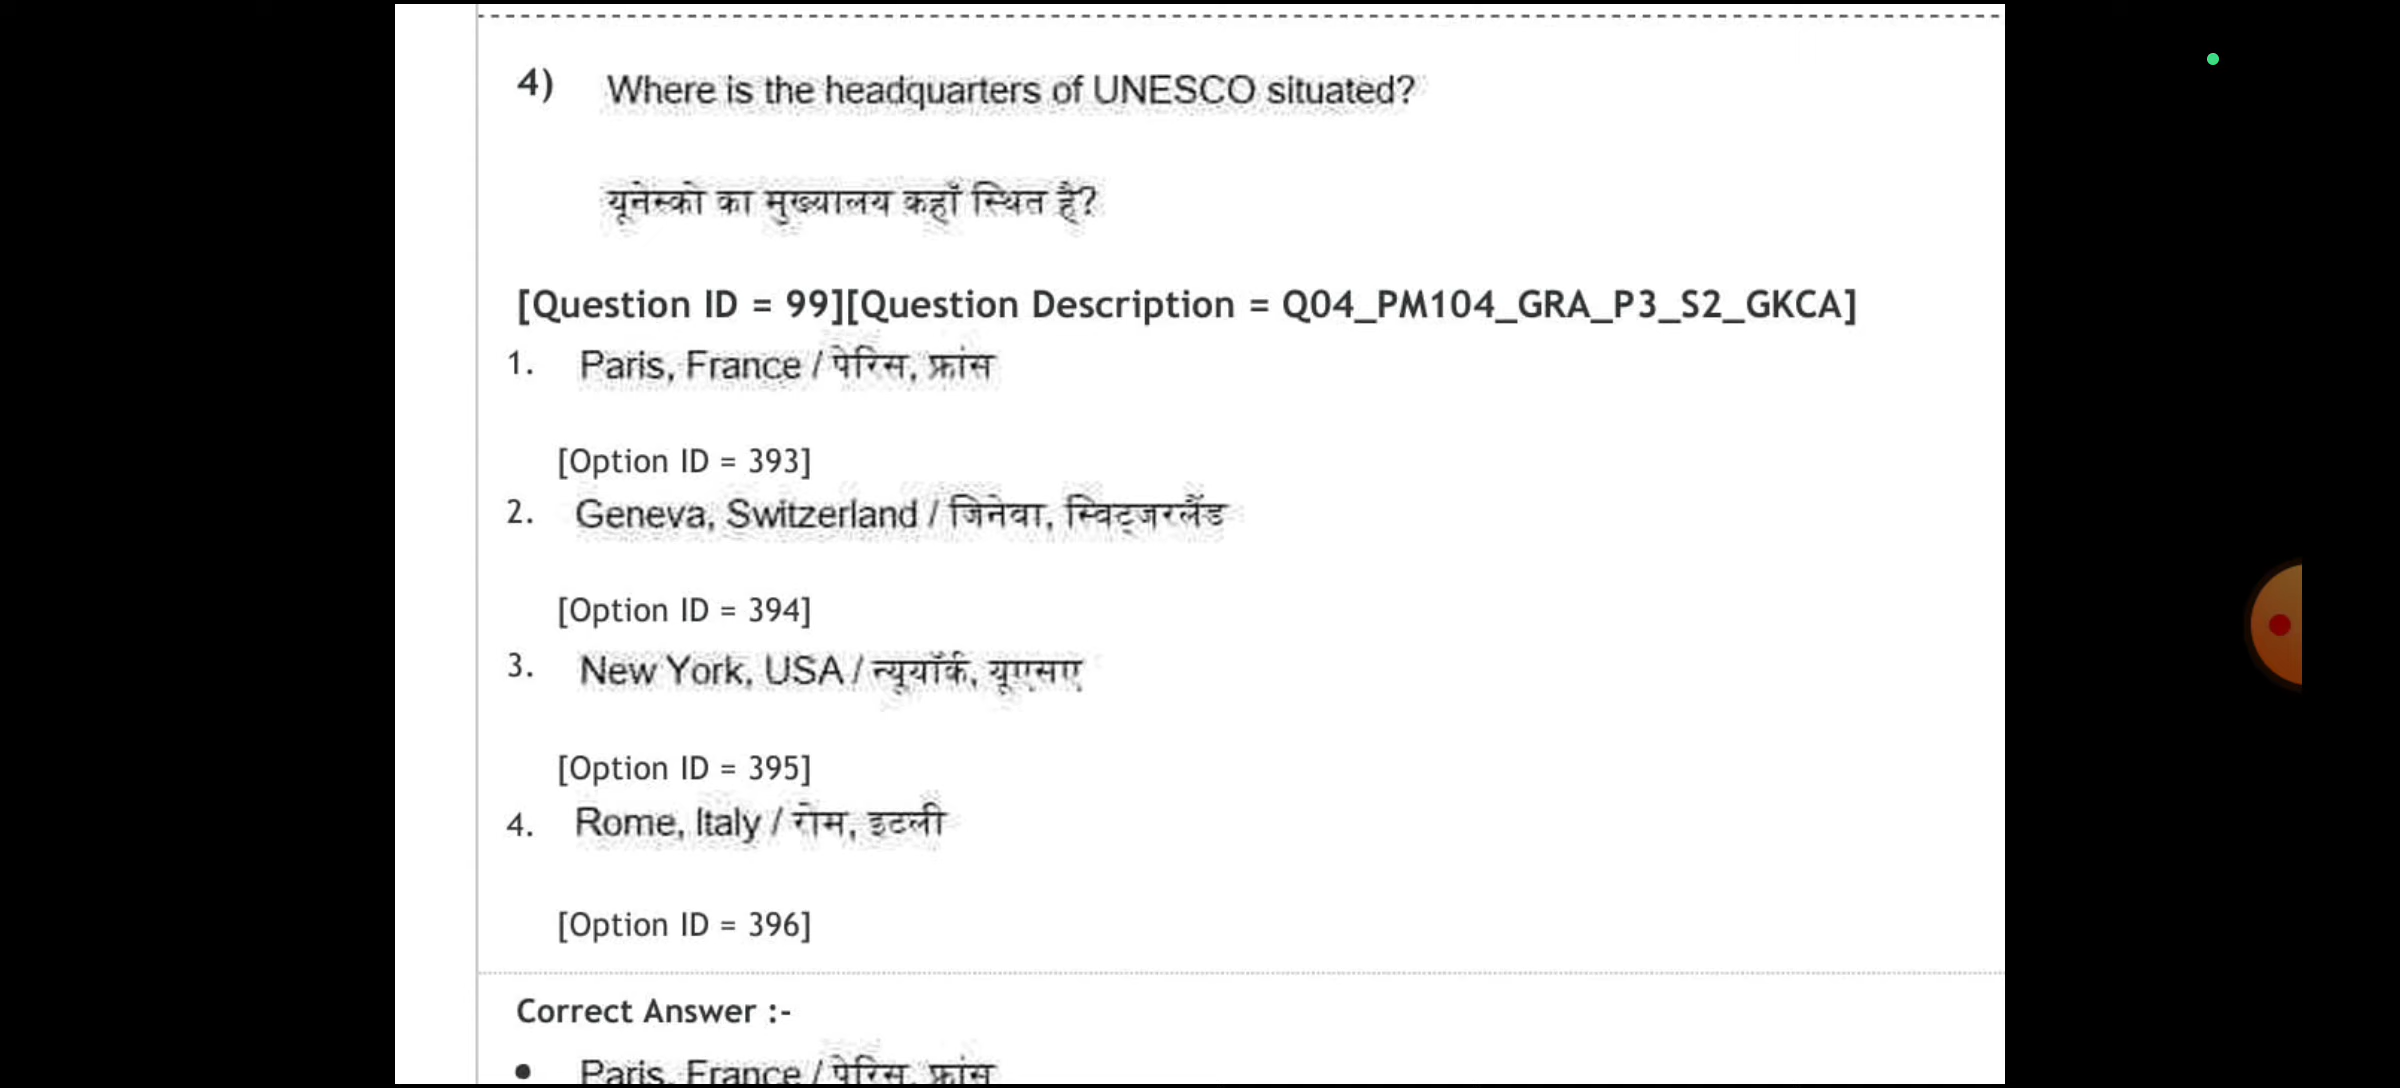 4) Where is the headquarters of UNESCO situated?
यूनेस्को का मुख्यालय कहाँ स्थित है?
[Question ID = 99][Question Description = Q04_PM104_GRA_P3_S2_GKCA]
1. Paris, France / पेरिस, फ्रांस
[Option ID = 393]
2. Geneva, Switzerland / जिनेवा, स्विट्जरलैंड
[Option ID = 394]
3. New York, USA / न्यूयॉर्क, यूएसए
[Option ID = 395]
4. Rome, Italy / रोम, इटली
[Option ID = 396]
Correct Answer :-
• Paris, France / पेरिस, फ्रांस